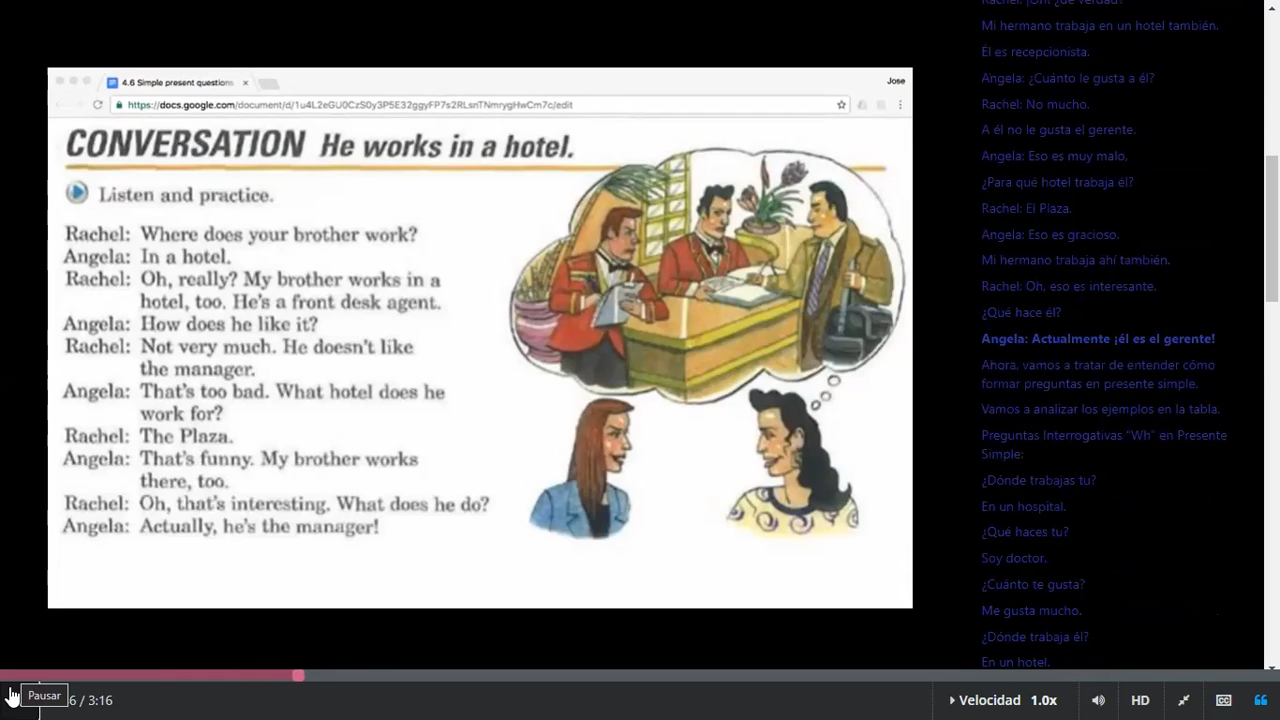 4.6 Simple present questions
Jose
https://docs.google.com/document/d/1u4L2eGU0CzS0y3P5E32ggyFP7s2RLsnTNmrygHwCm7c/edit
CONVERSATION He works in a hotel.
Listen and practice.
Rachel: Where does your brother work?
Angela: In a hotel.
Rachel: Oh, really? My brother works in a
hotel, too. He's a front desk agent.
Angela: How does he like it?
Rachel: Not very much. He doesn't like
the manager.
Angela: That's too bad. What hotel does he
work for?
Rachel: The Plaza.
Angela: That's funny. My brother works
there, too.
Rachel: Oh, that's interesting. What does he do?
Angela: Actually, he's the manager!
Rachel: ¡Oh! ¿de verdad?
Mi hermano trabaja en un hotel también.
Él es recepcionista.
Angela: ¿Cuánto le gusta a él?
Rachel: No mucho.
A él no le gusta el gerente.
Angela: Eso es muy malo.
¿Para qué hotel trabaja él?
Rachel: El Plaza.
Angela: Eso es gracioso.
Mi hermano trabaja ahí también.
Rachel: Oh, eso es interesante.
¿Qué hace él?
Angela: Actualmente ¡él es el gerente!
Ahora, vamos a tratar de entender cómo
formar preguntas en presente simple.
Vamos a analizar los ejemplos en la tabla.
Preguntas Interrogativas "Wh" en Presente
Simple:
¿Dónde trabajas tu?
En un hospital.
¿Qué haces tu?
Soy doctor.
¿Cuánto te gusta?
Me gusta mucho.
¿Dónde trabaja él?
En un hotel.
Pausar
6 / 3:16
Velocidad 1.0x
HD
CC